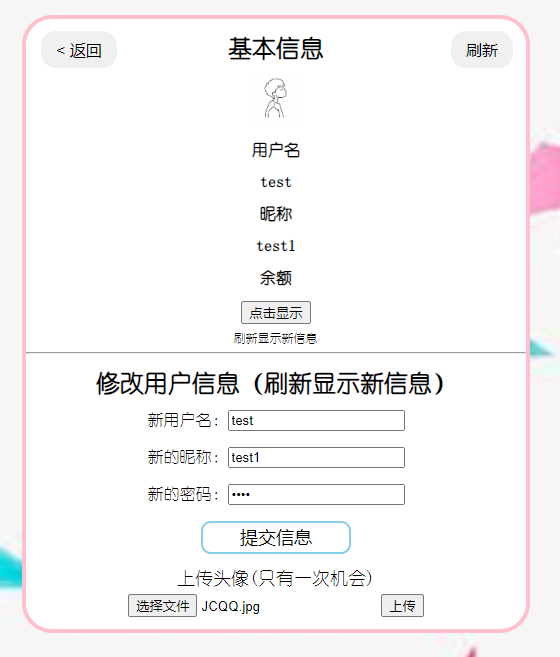 < 返回 基本信息 刷新
用户名
test
昵称
test1
余额
点击显示
刷新显示新信息
修改用户信息（刷新显示新信息）
新用户名：test
新的昵称：test1
新的密码：••••
提交信息
上传头像(只有一次机会)
选择文件 JCQQ.jpg 上传